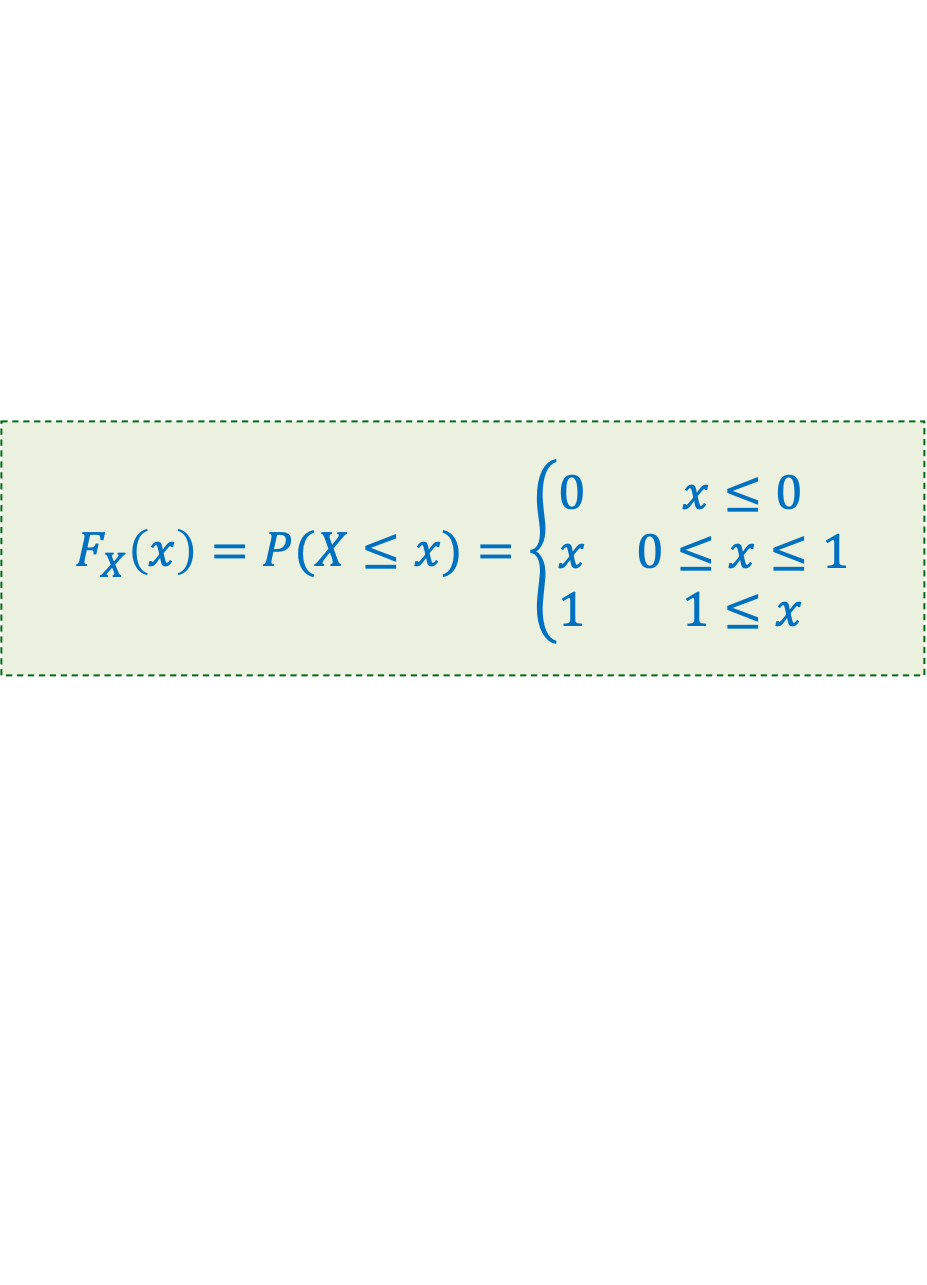 F_X(x) = P(X ≤ x) = { 0 x ≤ 0
x 0 ≤ x ≤ 1
1 1 ≤ x